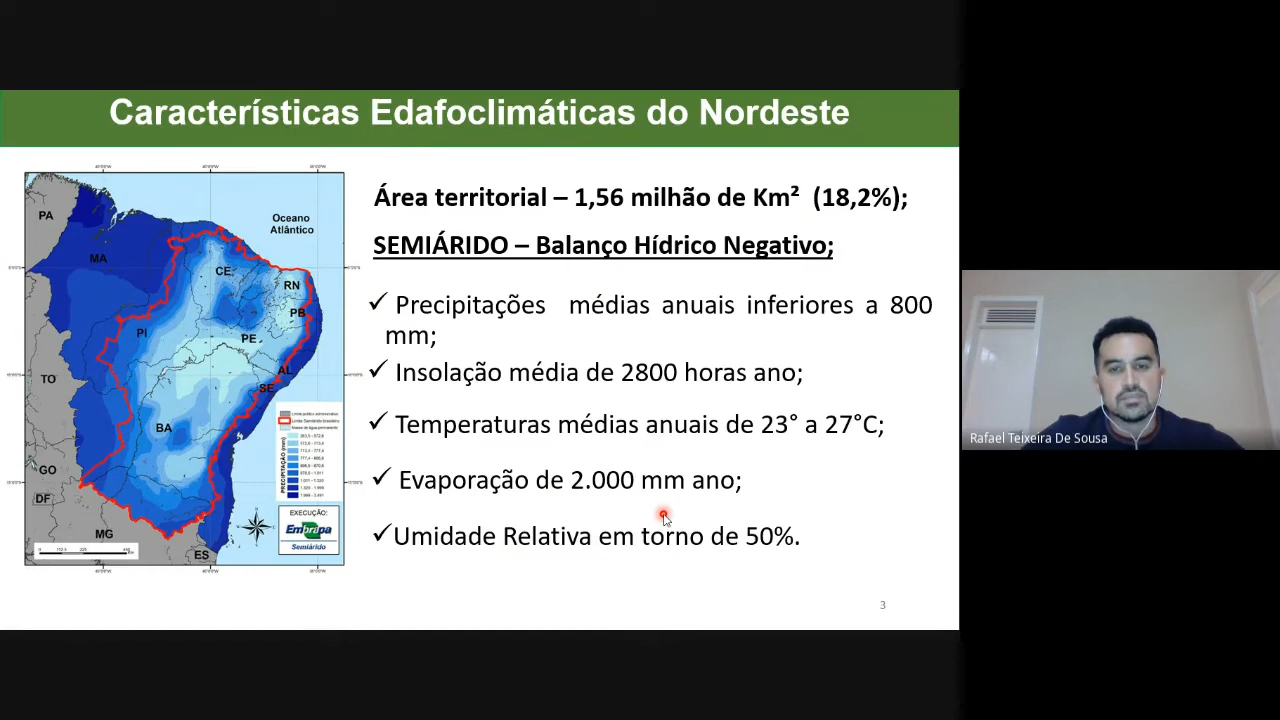 Características Edafoclimáticas do Nordeste
Área territorial – 1,56 milhão de Km² (18,2%);
SEMIÁRIDO – Balanço Hídrico Negativo;
✓ Precipitações médias anuais inferiores a 800
mm;
✓ Insolação média de 2800 horas ano;
✓ Temperaturas médias anuais de 23° a 27°C;
✓ Evaporação de 2.000 mm ano;
✓ Umidade Relativa em torno de 50%.
3
PA
Oceano
Atlântico
MA
CE
RN
PB
PI
PE
TO
AL
SE
BA
GO
DF
MG
ES
PRECIPITAÇÃO (mm)
EXECUÇÃO:
Embrapa
Semiárido
Rafael Teixeira De Sousa